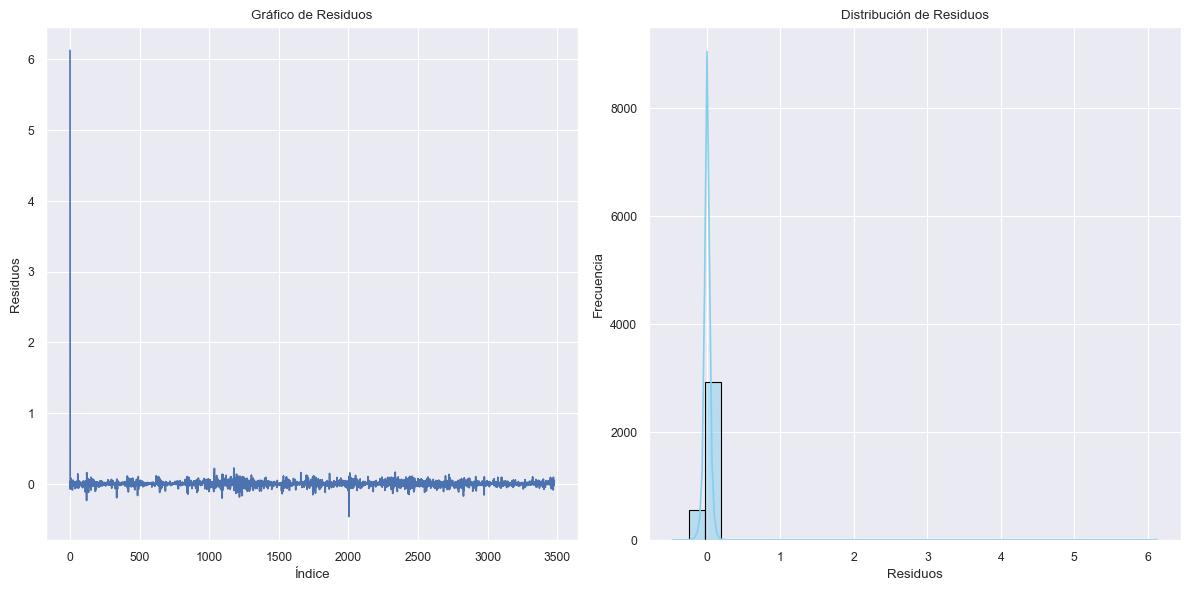 Gráfico de Residuos
Residuos
6
5
4
3
2
1
0
0 500 1000 1500 2000 2500 3000 3500
Índice
Distribución de Residuos
Frecuencia
8000
6000
4000
2000
0
0 1 2 3 4 5 6
Residuos